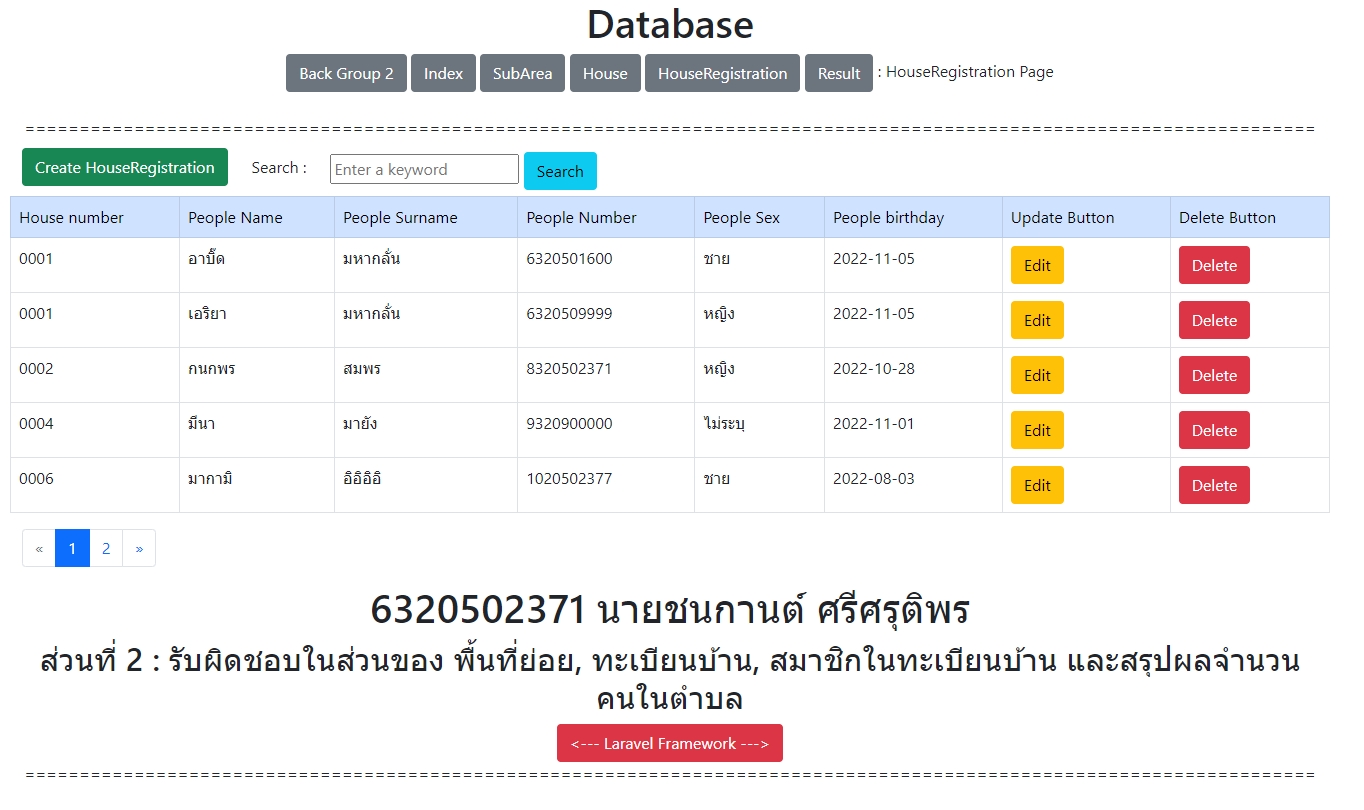 Database
Back Group 2 Index SubArea House HouseRegistration Result : HouseRegistration Page
======================================================================================================================
Create HouseRegistration Search : Enter a keyword Search
House number People Name People Surname People Number People Sex People birthday Update Button Delete Button
0001 อาบี๊ด มหากลั่น 6320501600 ชาย 2022-11-05 Edit Delete
0001 เอริยา มหากลั่น 6320509999 หญิง 2022-11-05 Edit Delete
0002 กนกพร สมพร 8320502371 หญิง 2022-10-28 Edit Delete
0004 มีนา มายัง 9320900000 ไม่ระบุ 2022-11-01 Edit Delete
0006 มากามิ อิอิอิอิ 1020502377 ชาย 2022-08-03 Edit Delete
« 1 2 »
6320502371 นายชนกานต์ ศรีศรุติพร
ส่วนที่ 2 : รับผิดชอบในส่วนของ พื้นที่ย่อย, ทะเบียนบ้าน, สมาชิกในทะเบียนบ้าน และสรุปผลจำนวน
คนในตำบล
<--- Laravel Framework --->
======================================================================================================================